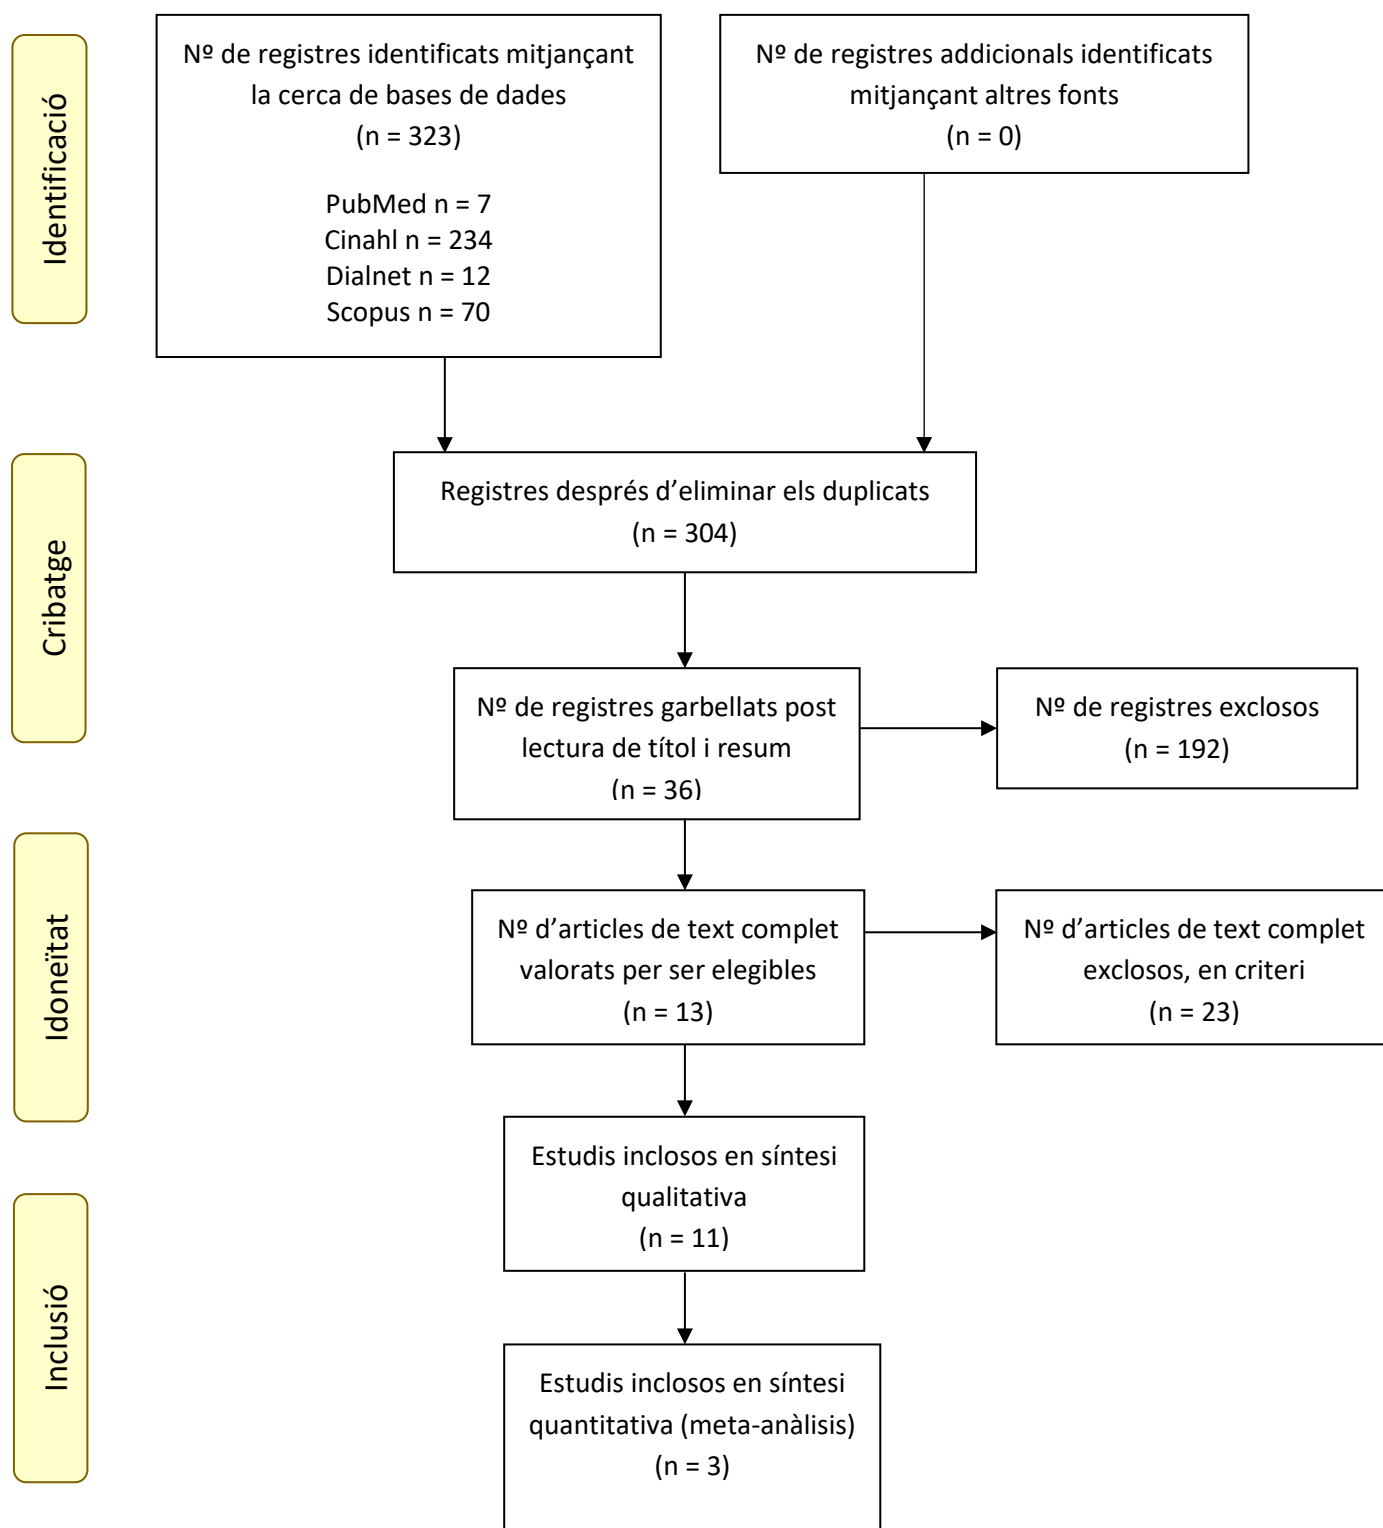 Identificació
Nº de registres identificats mitjançant
la cerca de bases de dades
(n = 323)
PubMed n = 7
Cinahl n = 234
Dialnet n = 12
Scopus n = 70
Nº de registres addicionals identificats
mitjançant altres fonts
(n = 0)
Cribatge
Registres després d’eliminar els duplicats
(n = 304)
Nº de registres garbellats post
lectura de títol i resum
(n = 36)
Nº de registres exclosos
(n = 192)
Idoneïtat
Nº d’articles de text complet
valorats per ser elegibles
(n = 13)
Nº d’articles de text complet
exclosos, en criteri
(n = 23)
Inclusió
Estudis inclosos en síntesi
qualitativa
(n = 11)
Estudis inclosos en síntesi
quantitativa (meta-anàlisis)
(n = 3)